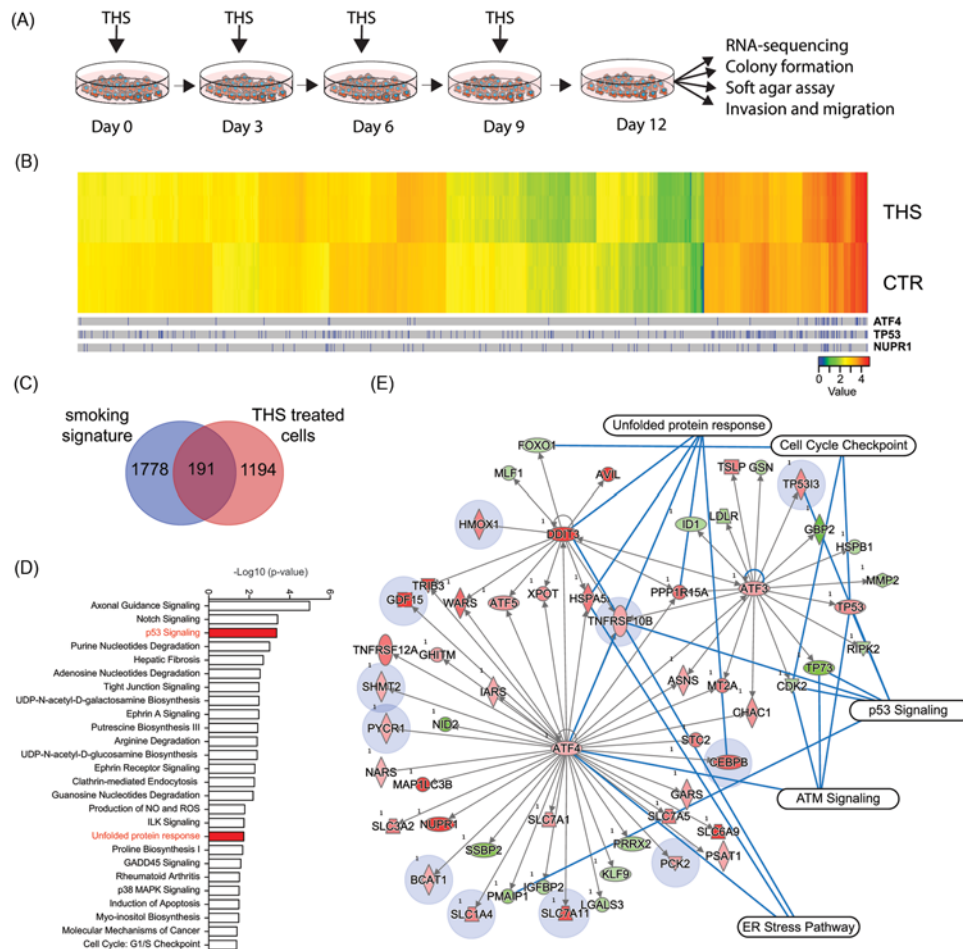 (A)
THS THS THS THS
Day 0 Day 3 Day 6 Day 9 Day 12
RNA-sequencing
Colony formation
Soft agar assay
Invasion and migration
(B)
THS
CTR
ATF4
TP53
NUPR1
0 1 2 3 4
Value
(C)
smoking
signature
THS treated
cells
1778 191 1194
(D)
-Log10 (p-value)
0 2 4 6
Axonal Guidance Signaling
Notch Signaling
p53 Signaling
Purine Nucleotides Degradation
Hepatic Fibrosis
Adenosine Nucleotides Degradation
Tight Junction Signaling
UDP-N-acetyl-D-galactosamine Biosynthesis
Ephrin A Signaling
Putrescine Biosynthesis III
Arginine Degradation
UDP-N-acetyl-D-glucosamine Biosynthesis
Ephrin Receptor Signaling
Clathrin-mediated Endocytosis
Guanosine Nucleotides Degradation
Production of NO and ROS
ILK Signaling
Unfolded protein response
Proline Biosynthesis I
GADD45 Signaling
Rheumatoid Arthritis
p38 MAPK Signaling
Induction of Apoptosis
Myo-inositol Biosynthesis
Molecular Mechanisms of Cancer
Cell Cycle: G1/S Checkpoint
(E)
Unfolded protein response
Cell Cycle Checkpoint
FOXO1
MLF1
AVIL
TSLP
GSN
TP53I3
HMOX1
DDIT3
ID1
LDLR
GBP2
HSPB1
MMP2
TRIB3
GDF15
WARS
ATF5
XPOT
HSPA5
PPP1R15A
ATF3
TNFRSF10B
TP53
RIPK2
TNFRSF12A
GHITM
TP73
CDK2
SHMT2
IARS
ASNS
MT2A
CHAC1
PYCR1
NID2
p53 Signaling
ATF4
STC2
CEBPB
NARS
MAP1LC3B
GARS
ATM Signaling
SLC3A2
NUPR1
SLC7A1
SLC7A5
SLC6A9
SSBP2
PRRX2
PCK2
PSAT1
BCAT1
PMAIP1
IGFBP2
KLF9
LGALS3
SLC1A4
SLC7A11
ER Stress Pathway